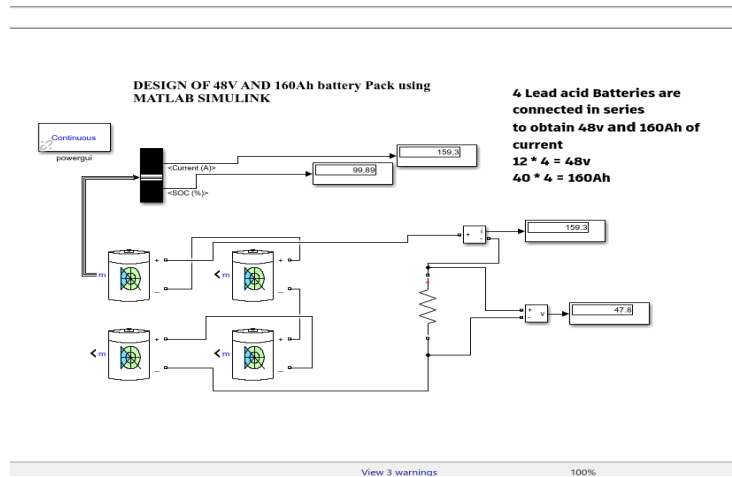 DESIGN OF 48V AND 160Ah battery Pack using
MATLAB SIMULINK
4 Lead acid Batteries are
connected in series
to obtain 48v and 160Ah of
current
12 * 4 = 48v
40 * 4 = 160Ah
Continuous
powergui
<Current (A)>
159.3
99.89
<SOC (%)>
+ i -
159.3
m + _
m + _
+
+ - v
47.8
m + _
m + _
View 3 warnings
100%